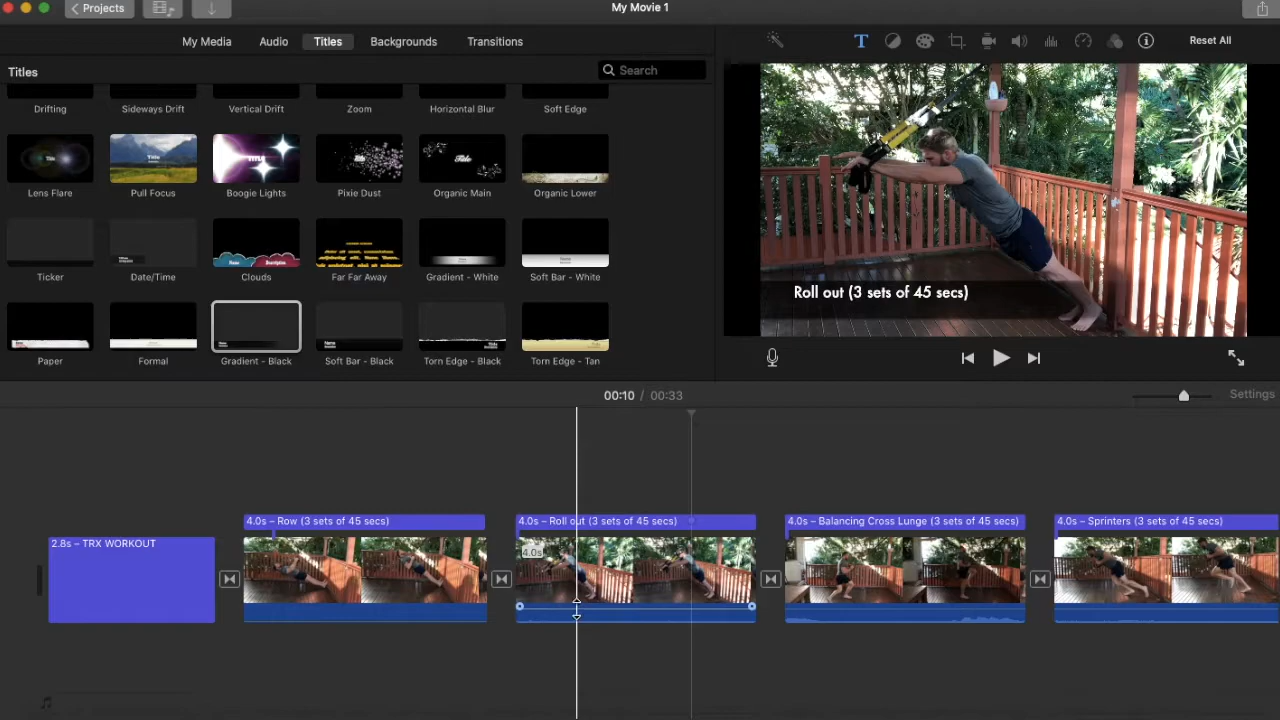 Projects
My Movie 1
My Media Audio Titles Backgrounds Transitions
Reset All
Titles
Search
Drifting Sideways Drift Vertical Drift Zoom Horizontal Blur Soft Edge
Lens Flare Pull Focus Boogie Lights Pixie Dust Organic Main Organic Lower
Ticker Date/Time Clouds Far Far Away Gradient - White Soft Bar - White
Paper Formal Gradient - Black Soft Bar - Black Torn Edge - Black Torn Edge - Tan
Roll out (3 sets of 45 secs)
00:10 / 00:33
Settings
4.0s – Row (3 sets of 45 secs) 4.0s – Roll out (3 sets of 45 secs) 4.0s – Balancing Cross Lunge (3 sets of 45 secs) 4.0s – Sprinters (3 sets of 45 secs)
2.8s – TRX WORKOUT
4.0s